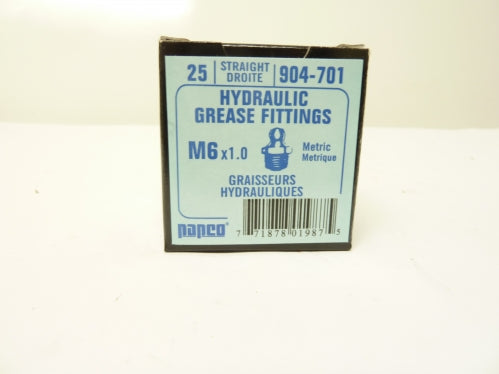 25 STRAIGHT DROITE 904-701
HYDRAULIC
GREASE FITTINGS
M6 x1.0
Metric
Metrique
GRAISSEURS
HYDRAULIQUES
papco®
7 71878 01987 5